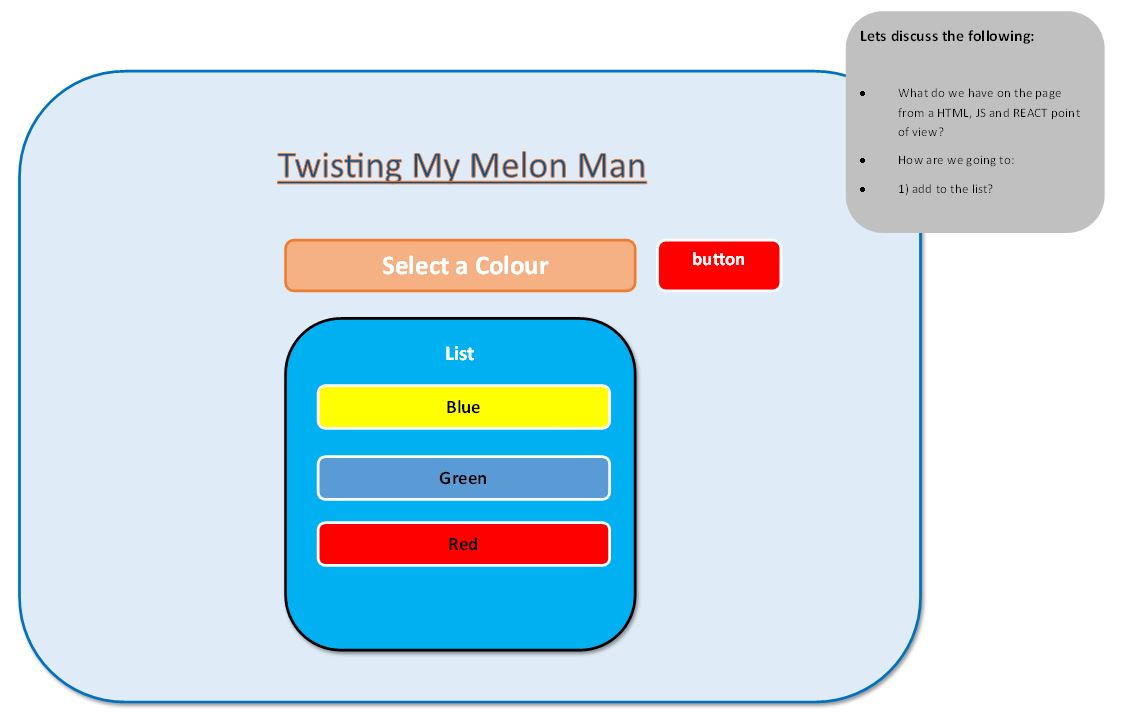 Lets discuss the following:
• What do we have on the page
from a HTML, JS and REACT point
of view?
• How are we going to:
• 1) add to the list?
Twisting My Melon Man
Select a Colour
button
List
Blue
Green
Red